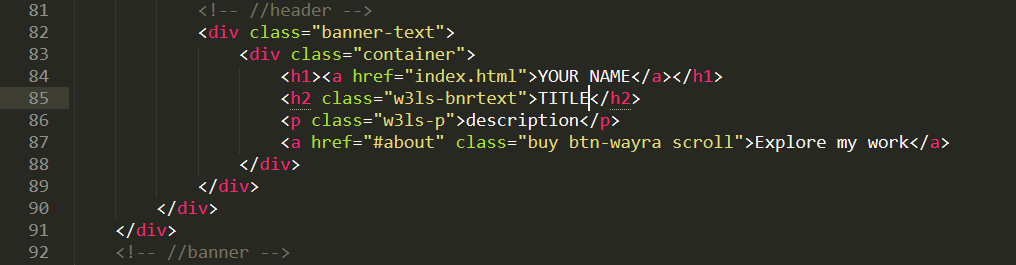 81 <!-- //header -->
82 <div class="banner-text">
83 <div class="container">
84 <h1><a href="index.html">YOUR NAME</a></h1>
85 <h2 class="w3ls-bnrtext">TITLE</h2>
86 <p class="w3ls-p">description</p>
87 <a href="#about" class="buy btn-wayra scroll">Explore my work</a>
88 </div>
89 </div>
90 </div>
91 </div>
92 <!-- //banner -->